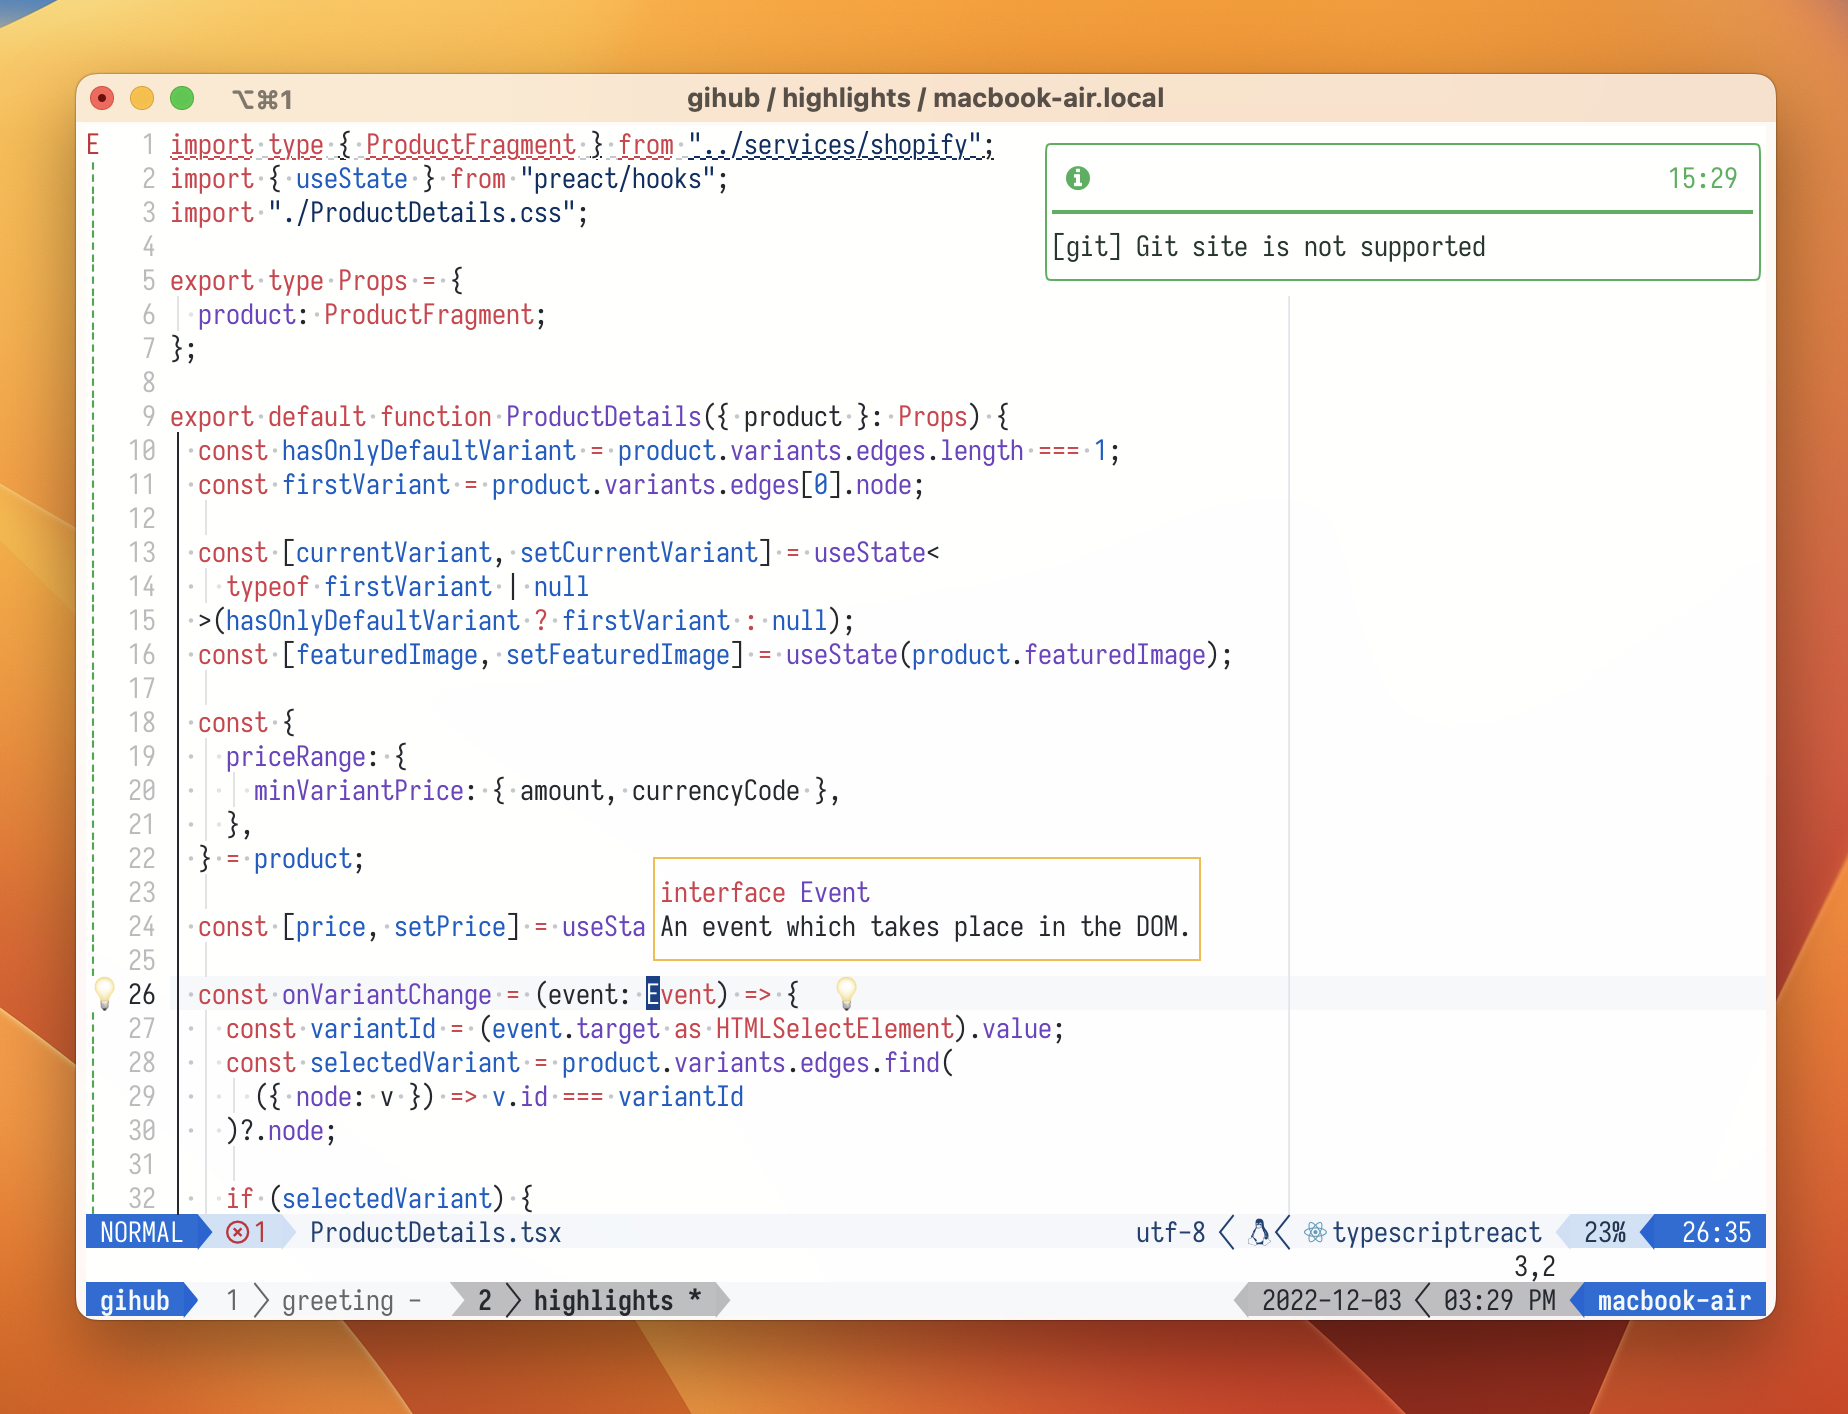 ⌥⌘1
gihub / highlights / macbook-air.local
E 1 import type { ProductFragment } from "../services/shopify";
2 import { useState } from "preact/hooks";
3 import "./ProductDetails.css";
4
5 export type Props = {
6 product: ProductFragment;
7 };
8
9 export default function ProductDetails({ product }: Props) {
10 const hasOnlyDefaultVariant = product.variants.edges.length === 1;
11 const firstVariant = product.variants.edges[0].node;
12
13 const [currentVariant, setCurrentVariant] = useState<
14 typeof firstVariant | null
15 >(hasOnlyDefaultVariant ? firstVariant : null);
16 const [featuredImage, setFeaturedImage] = useState(product.featuredImage);
17
18 const {
19 priceRange: {
20 minVariantPrice: { amount, currencyCode },
21 },
22 } = product;
23
24 const [price, setPrice] = useSta
25
26 const onVariantChange = (event: Event) => {
27 const variantId = (event.target as HTMLSelectElement).value;
28 const selectedVariant = product.variants.edges.find(
29 ({ node: v }) => v.id === variantId
30 )?.node;
31
32 if (selectedVariant) {
15:29
[git] Git site is not supported
interface Event
An event which takes place in the DOM.
NORMAL 1 ProductDetails.tsx utf-8 typescriptreact 23% 26:35
3,2
gihub 1 greeting - 2 highlights * 2022-12-03 03:29 PM macbook-air